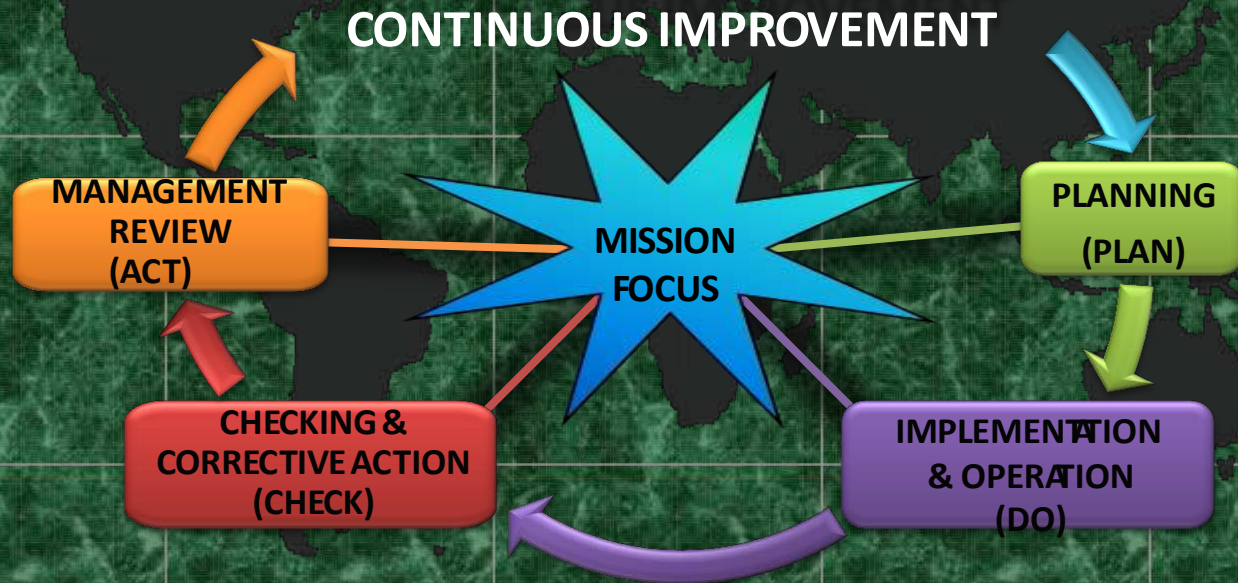 CONTINUOUS IMPROVEMENT
MANAGEMENT
REVIEW
(ACT)
MISSION
FOCUS
PLANNING
(PLAN)
CHECKING &
CORRECTIVE ACTION
(CHECK)
IMPLEMENTATION
& OPERATION
(DO)